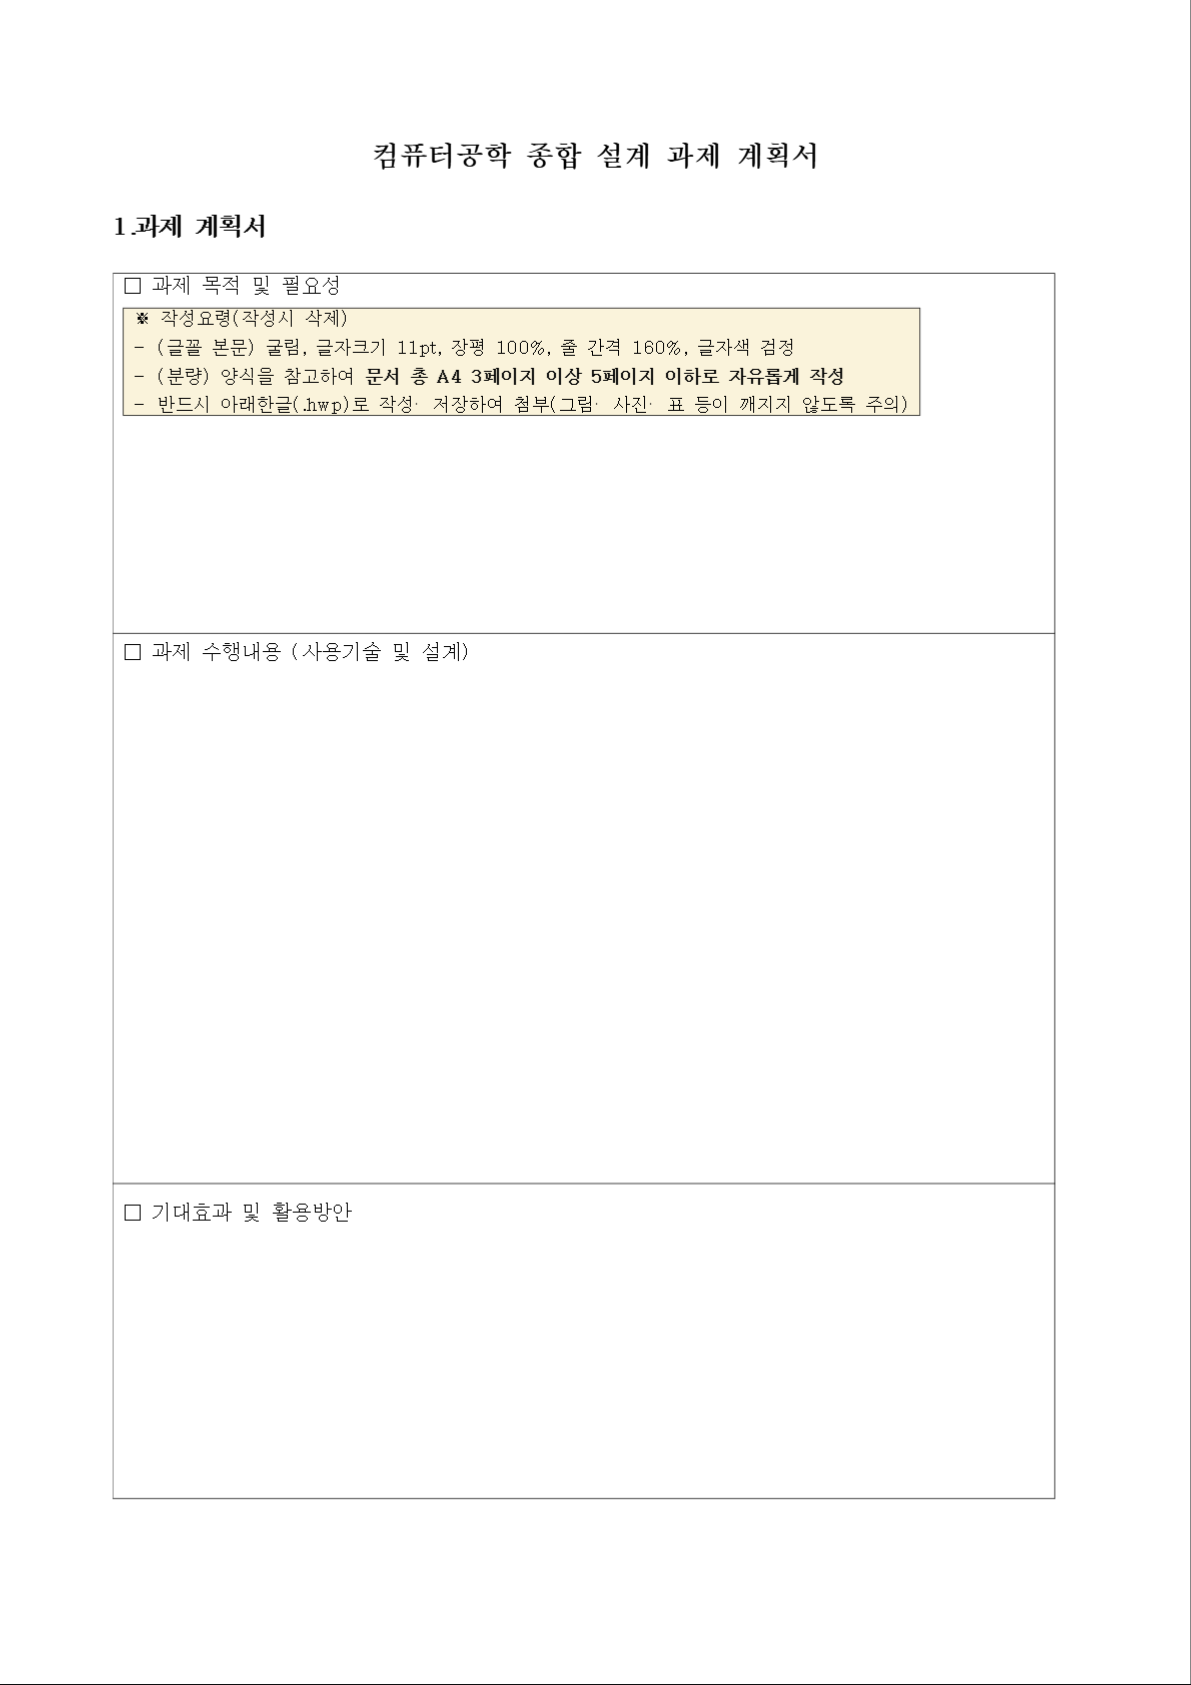 컴퓨터공학 종합 설계 과제 계획서
1.과제 계획서
□ 과제 목적 및 필요성
※ 작성요령(작성시 삭제)
- (글꼴 본문) 굴림, 글자크기 11pt, 장평 100%, 줄 간격 160%, 글자색 검정
- (분량) 양식을 참고하여 문서 총 A4 3페이지 이상 5페이지 이하로 자유롭게 작성
- 반드시 아래한글(.hwp)로 작성· 저장하여 첨부(그림· 사진· 표 등이 깨지지 않도록 주의)
□ 과제 수행내용 (사용기술 및 설계)
□ 기대효과 및 활용방안